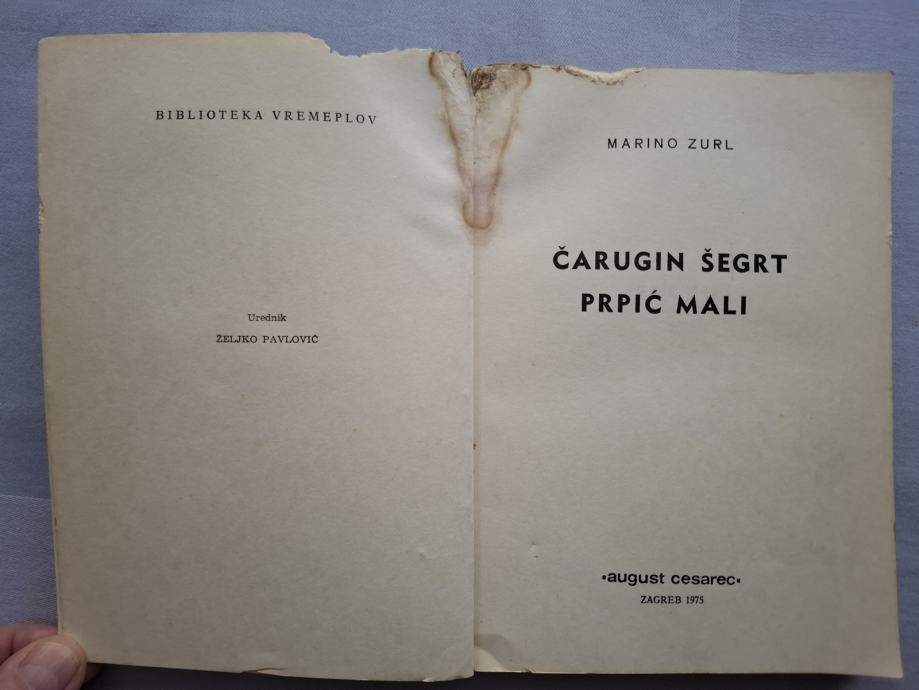 BIBLIOTEKA VREMEPLOV
Urednik
ŽELJKO PAVLOVIĆ
MARINO ZURL
ČARUGIN ŠEGRT
PRPIĆ MALI
•august cesarec•
ZAGREB 1975